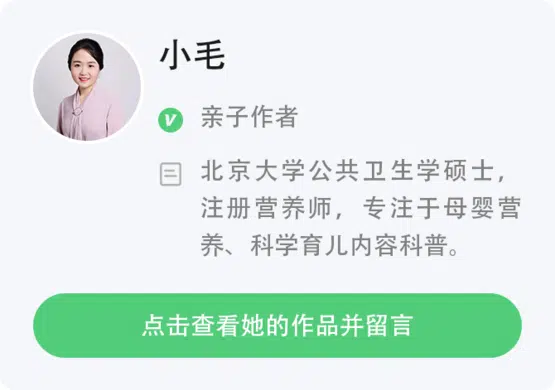 小毛
亲子作者
北京大学公共卫生学硕士，
注册营养师，专注于母婴营
养、科学育儿内容科普。
点击查看她的作品并留言